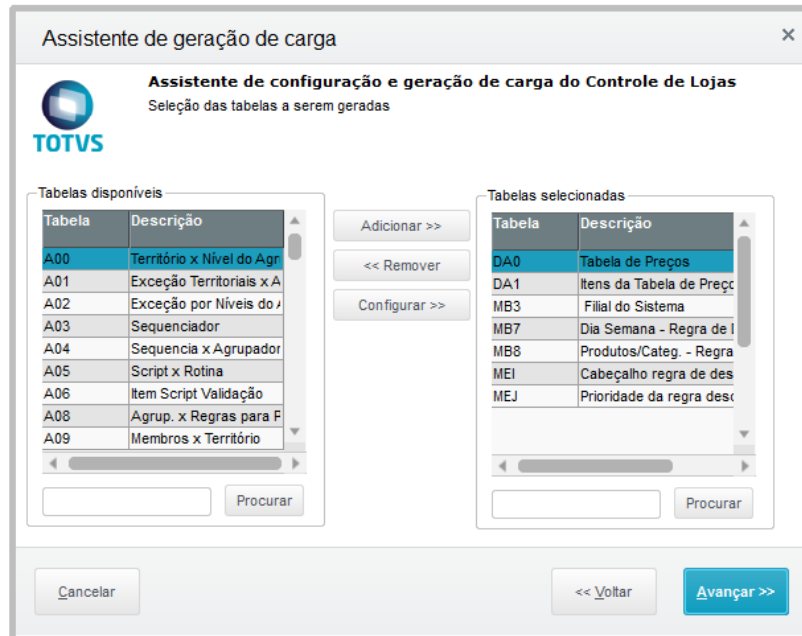 Assistente de geração de carga
Assistente de configuração e geração de carga do Controle de Lojas
Seleção das tabelas a serem geradas
TOTVS
Tabelas disponíveis
Tabela Descrição
A00 Território x Nível do Agr
A01 Exceção Territoriais x A
A02 Exceção por Níveis do A
A03 Sequenciador
A04 Sequencia x Agrupador
A05 Script x Rotina
A06 Item Script Validação
A08 Agrup. x Regras para F
A09 Membros x Território
Procurar
Adicionar >>
<< Remover
Configurar >>
Tabelas selecionadas
Tabela Descrição
DA0 Tabela de Preços
DA1 Itens da Tabela de Preço
MB3 Filial do Sistema
MB7 Dia Semana - Regra de
MB8 Produtos/Categ. - Regra
MEI Cabeçalho regra de des
MEJ Prioridade da regra desc
Procurar
Cancelar
<< Voltar
Avançar >>